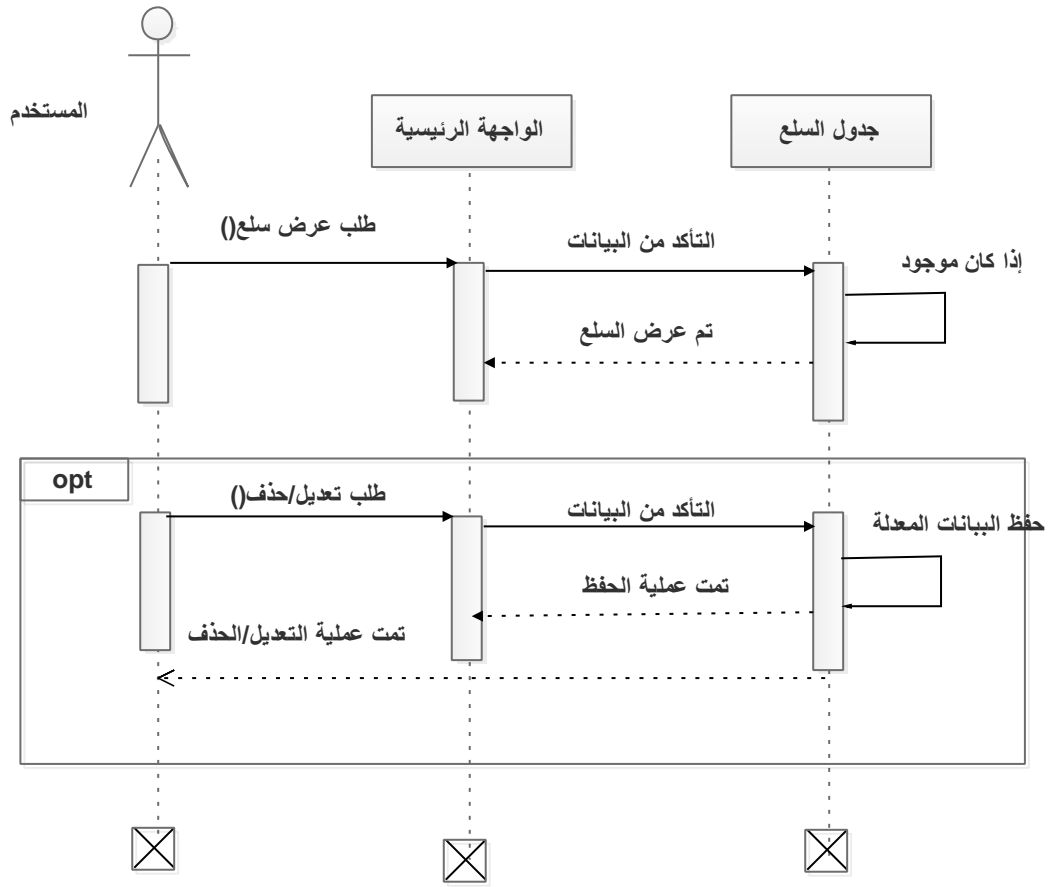 المستخدم
الواجهة الرئيسية
جدول السلع
طلب عرض سلع()
التأكد من البيانات
إذا كان موجود
تم عرض السلع
opt
طلب تعديل/حذف()
التأكد من البيانات
حفظ البيانات المعدلة
تمت عملية الحفظ
تمت عملية التعديل/الحذف